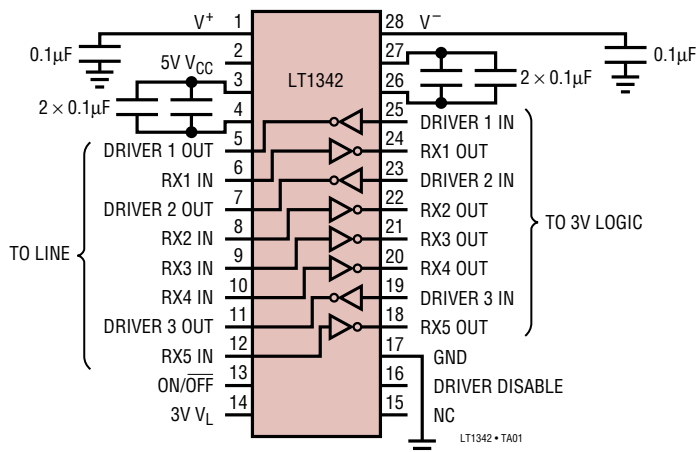 V+ 1 28 V−
0.1µF 27 0.1µF
5V VCC 2
3 LT1342 26 2 × 0.1µF
2 × 0.1µF 4 25 DRIVER 1 IN
DRIVER 1 OUT 5 24 RX1 OUT
RX1 IN 6 23 DRIVER 2 IN
DRIVER 2 OUT 7 22 RX2 OUT
TO LINE RX2 IN 8 21 RX3 OUT TO 3V LOGIC
RX3 IN 9 20 RX4 OUT
RX4 IN 10 19 DRIVER 3 IN
DRIVER 3 OUT 11 18 RX5 OUT
RX5 IN 12 17 GND
ON/OFF 13 16 DRIVER DISABLE
3V VL 14 15 NC
LT1342 • TA01